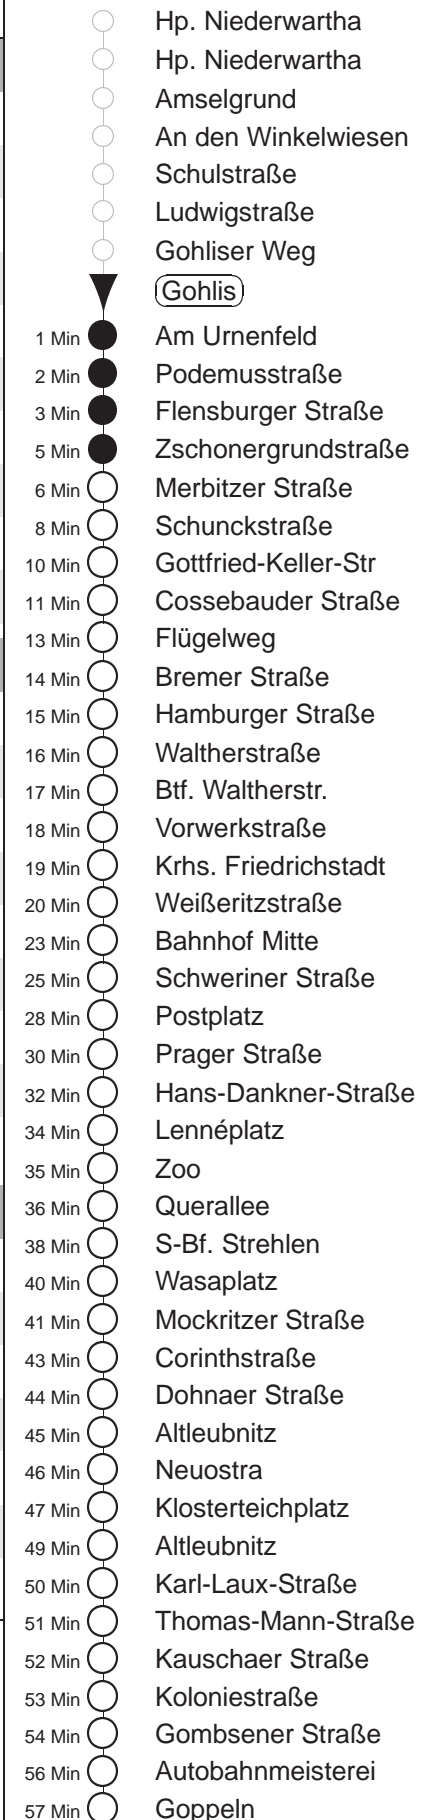 Hp. Niederwartha
Hp. Niederwartha
Amselgrund
An den Winkelwiesen
Schulstraße
Ludwigstraße
Gohliser Weg
Gohlis
1 Min Am Urnenfeld
2 Min Podemusstraße
3 Min Flensburger Straße
5 Min Zschonergrundstraße
6 Min Merbitzer Straße
8 Min Schunckstraße
10 Min Gottfried-Keller-Str
11 Min Cossebauder Straße
13 Min Flügelweg
14 Min Bremer Straße
15 Min Hamburger Straße
16 Min Waltherstraße
17 Min Btf. Waltherstr.
18 Min Vorwerkstraße
19 Min Krhs. Friedrichstadt
20 Min Weißeritzstraße
23 Min Bahnhof Mitte
25 Min Schweriner Straße
28 Min Postplatz
30 Min Prager Straße
32 Min Hans-Dankner-Straße
34 Min Lennéplatz
35 Min Zoo
36 Min Querallee
38 Min S-Bf. Strehlen
40 Min Wasaplatz
41 Min Mockritzer Straße
43 Min Corinthstraße
44 Min Dohnaer Straße
45 Min Altleubnitz
46 Min Neuostra
47 Min Klosterteichplatz
49 Min Altleubnitz
50 Min Karl-Laux-Straße
51 Min Thomas-Mann-Straße
52 Min Kauschaer Straße
53 Min Koloniestraße
54 Min Gombsener Straße
56 Min Autobahnmeisterei
57 Min Goppeln